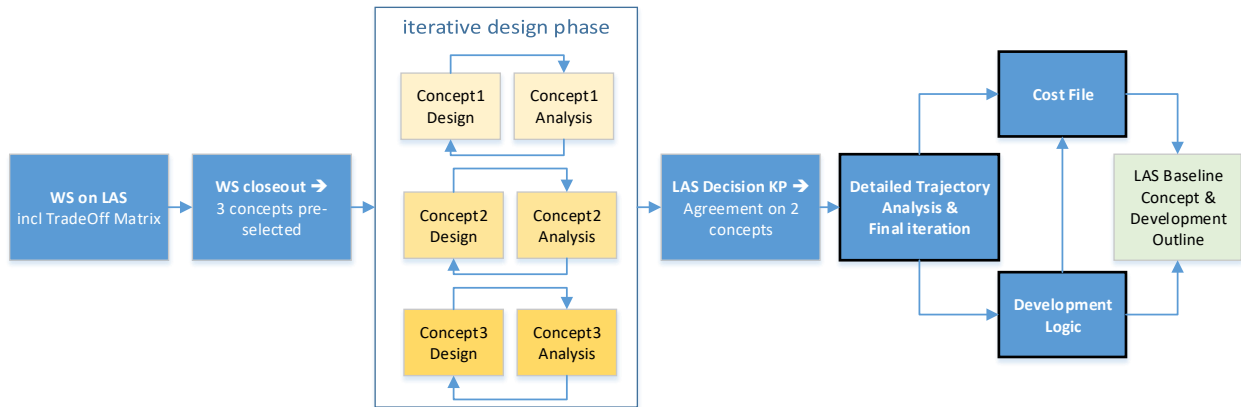 WS on LAS
incl TradeOff Matrix
WS closeout ➔
3 concepts pre-
selected
iterative design phase
Concept1
Design
Concept1
Analysis
Concept2
Design
Concept2
Analysis
Concept3
Design
Concept3
Analysis
LAS Decision KP ➔
Agreement on 2
concepts
Detailed Trajectory
Analysis &
Final iteration
Cost File
Development
Logic
LAS Baseline
Concept &
Development
Outline